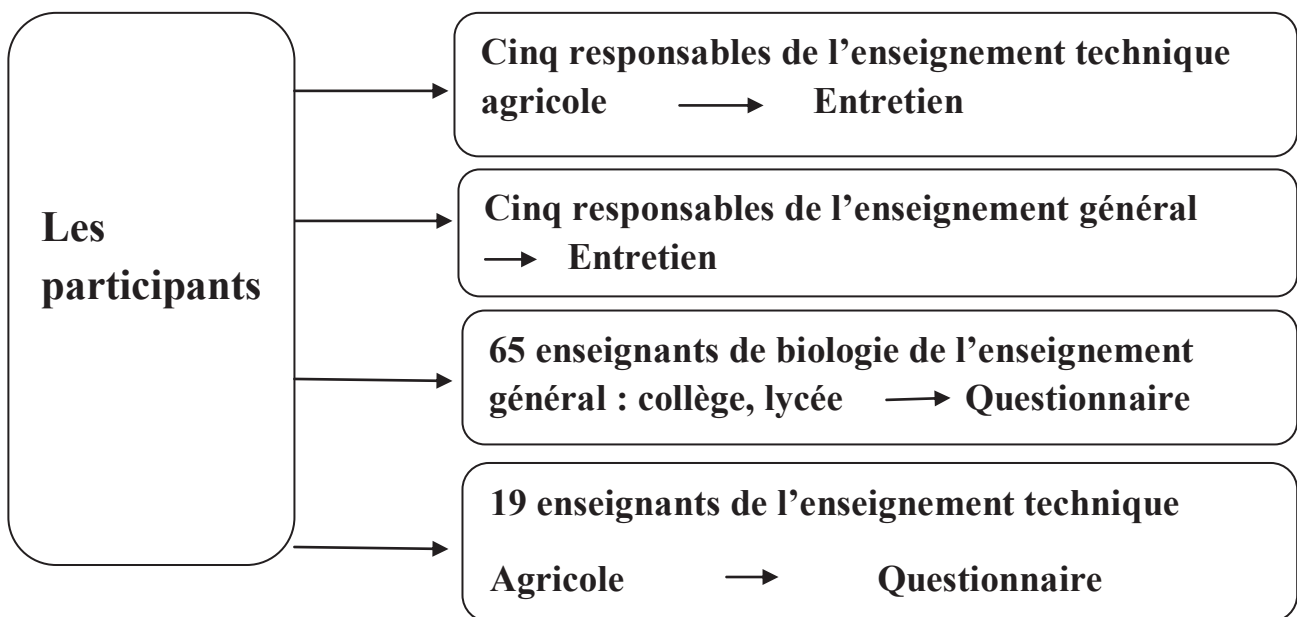 Les
participants
Cinq responsables de l’enseignement technique
agricole → Entretien
Cinq responsables de l’enseignement général
→ Entretien
65 enseignants de biologie de l’enseignement
général : collège, lycée → Questionnaire
19 enseignants de l’enseignement technique
Agricole → Questionnaire